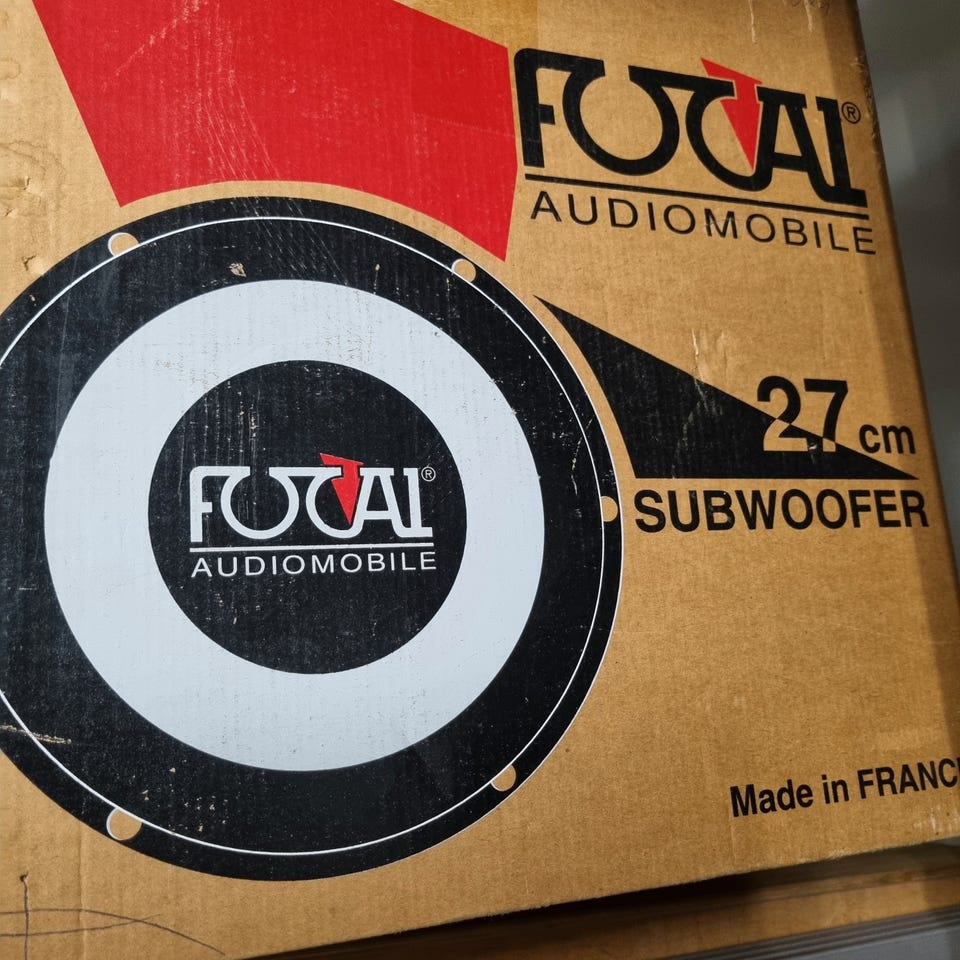 FOCAL®
AUDIOMOBILE
27 cm
SUBWOOFER
FOCAL®
AUDIOMOBILE
Made in FRANC